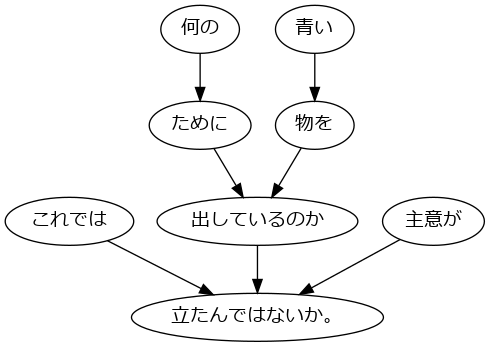 何の
青い
ために
物を
これでは
出しているのか
主意が
立たんではないか。